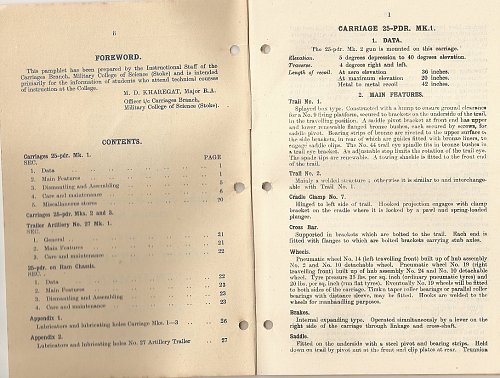 6
FOREWORD.
This pamphlet has been prepared by the Instructional Staff of the
Carriages Branch, Military College of Science (Stoke) and is intended
primarily for the information of students who attend technical courses
of instruction at the College.
M. D. KHAREGAT, Major R.A.
Officer i/c Carriages Branch,
Military College of Science (Stoke).
CONTENTS.
Carriages 25-pdr. Mk. 1.
SEC. PAGE
1. Data 1
2. Main Features 1
3. Dismantling and Assembling 5
4. Care and maintenance 6
5. Miscellaneous stores 20
Carriages 25-pdr. Mks. 2 and 3.
Trailer Artillery No. 27 Mk. 1.
SEC.
1. General 21
2. Main Features 21
3. Care and maintenance 22
25-pdr. on Ram Chassis.
SEC. 22
1. Data 22
2. Main Features 23
3. Dismantling and Assembling 23
4. Care and maintenance 23
Appendix 1.
Lubricators and lubricating holes Carriage Mks. 1—3 26
Appendix 2.
Lubricators and lubricating holes No. 27 Artillery Trailer 27
1
CARRIAGE 25-PDR. MK.1.
1. DATA.
The 25-pdr. Mk. 2 gun is mounted on this carriage.
Elevation. 5 degrees depression to 40 degrees elevation.
Traverse. 4 degrees right and left.
Length of recoil. At zero elevation 36 inches.
At maximum elevation 20 inches.
Metal to metal 42 inches.
2. MAIN FEATURES.
Trail No. 1.
Splayed box type. Constructed with a hump to ensure ground clearance
for a No. 9 firing platform, secured to brackets on the underside of the trail,
in the travelling position. A saddle pivot bracket at front end has upper
and lower renewable flanged bronze bushes, each secured by screws, for
saddle pivot. Bearing strips of bronze are riveted to the upper surface of
the side brackets, in rear of which are pockets fitted with bronze liners, to
engage saddle clips. The No. 44 trail eye spindle fits in bronze bushes in
a trail eye bracket. An adjustable stop limits the rotation of the trail eye.
The spade tips are renewable. A towing shackle is fitted to the front end
of the trail.
Trail No. 2.
Mainly a welded structure; otherwise it is similar to and interchange-
able with Trail No. 1.
Cradle Clamp No. 7.
Hinged to left side of trail. Hooked projection engages with clamp
bracket on the cradle where it is locked by a pawl and spring-loaded
plunger.
Cross Bar.
Supported in brackets which are bolted to the trail. Each end is
fitted with flanges to which are bolted brackets carrying stub axles.
Wheels.
Pneumatic wheel No. 14 (left travelling front) built up of hub assembly
No. 2 and No. 10 detachable wheel. Pneumatic wheel No. 18 (right
travelling front) built up of hub assembly No. 24 and No. 10 detachable
wheel. Tyre pressure 25 lbs. per sq. inch (ordinary pneumatic tyres) and
20 lbs. per sq. inch (run flat tyres). Eventually No. 19 wheels will be fitted
to both sides of the carriage. Timken taper roller bearings or parallel roller
bearings with distance sleeve, may be fitted. Hooks are welded to the
wheels for manhandling purposes.
Brakes.
Internal expanding type. Operated simultaneously by a lever on the
right side of the carriage through linkage and cross-shaft.
Saddle.
Fitted on the underside with a steel pivot and bearing strips. Held
down on trail by pivot nut at the front and clip plates at rear. Trunnion